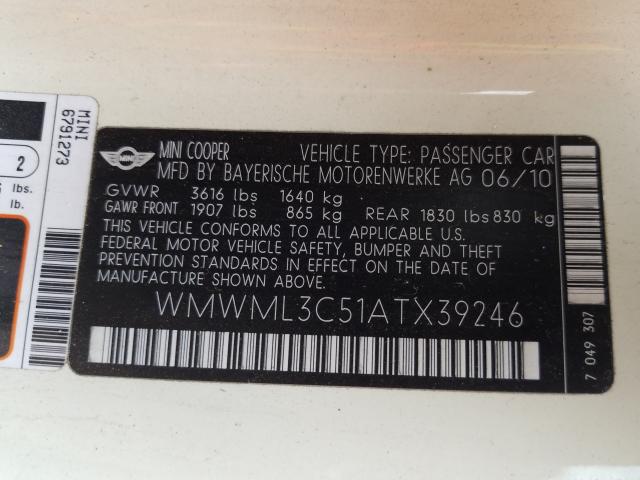 MINI
6791273
2
lbs.
lb.
MINI
MINI COOPER VEHICLE TYPE: PASSENGER CAR
MFD BY BAYERISCHE MOTORENWERKE AG 06/10
GVWR 3616 lbs 1640 kg
GAWR FRONT 1907 lbs 865 kg REAR 1830 lbs 830 kg
THIS VEHICLE CONFORMS TO ALL APPLICABLE U.S.
FEDERAL MOTOR VEHICLE SAFETY, BUMPER AND THEFT
PREVENTION STANDARDS IN EFFECT ON THE DATE OF
MANUFACTURE SHOWN ABOVE.
WMWML3C51ATX39246
7 049 307